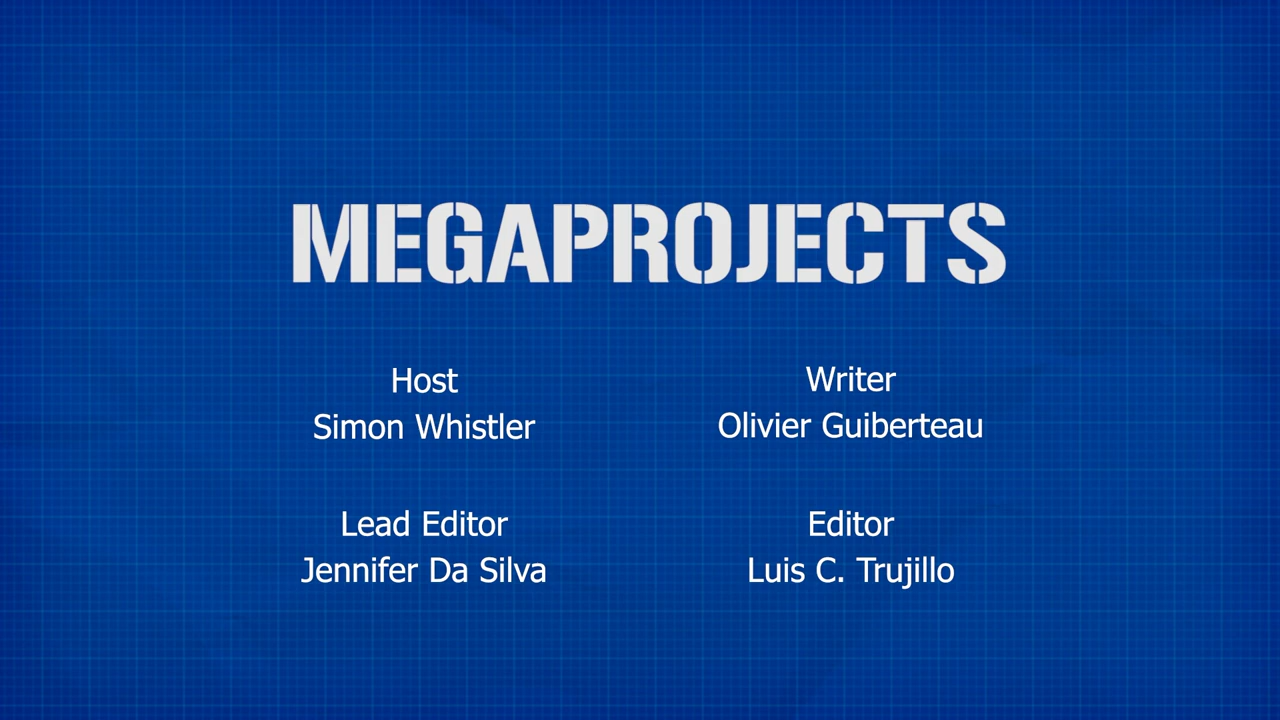 MEGAPROJECTS
Host
Simon Whistler
Writer
Olivier Guiberteau
Lead Editor
Jennifer Da Silva
Editor
Luis C. Trujillo